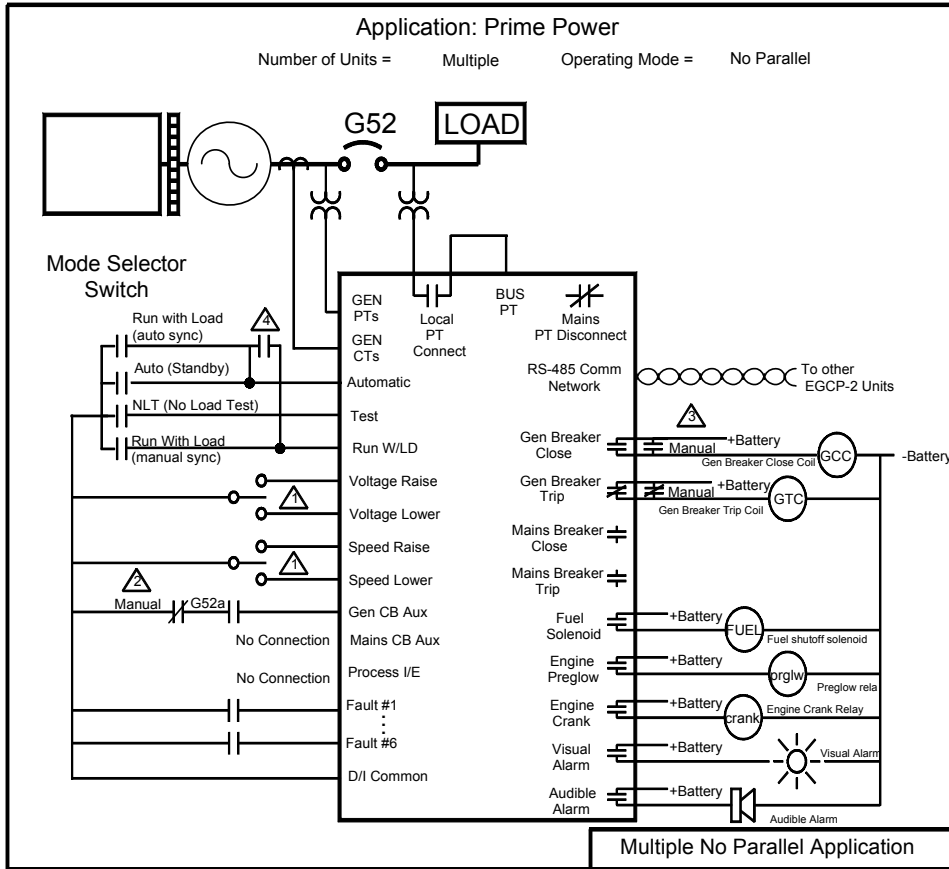 Application: Prime Power
Number of Units = Multiple Operating Mode = No Parallel
G52
LOAD
Mode Selector
Switch
Run with Load
(auto sync)
4
Auto (Standby)
NLT (No Load Test)
Run With Load
(manual sync)
1
1
2
Manual
G52a
No Connection
No Connection
GEN
PTs
GEN
CTs
Local
PT
Connect
BUS
PT
Mains
PT Disconnect
Automatic
Test
Run W/LD
Voltage Raise
Voltage Lower
Speed Raise
Speed Lower
Gen CB Aux
Mains CB Aux
Process I/E
Fault #1
Fault #6
D/I Common
RS-485 Comm
Network
Gen Breaker
Close
Gen Breaker
Trip
Mains Breaker
Close
Mains Breaker
Trip
Fuel
Solenoid
Engine
Preglow
Engine
Crank
Visual
Alarm
Audible
Alarm
To other
EGCP-2 Units
3
+Battery
Manual
Gen Breaker Close Coil
GCC
-Battery
+Battery
Manual
Gen Breaker Trip Coil
GTC
+Battery
FUEL
Fuel shutoff solenoid
+Battery
prglw
Preglow rela
+Battery
crank
Engine Crank Relay
+Battery
Visual Alarm
+Battery
Audible Alarm
Multiple No Parallel Application